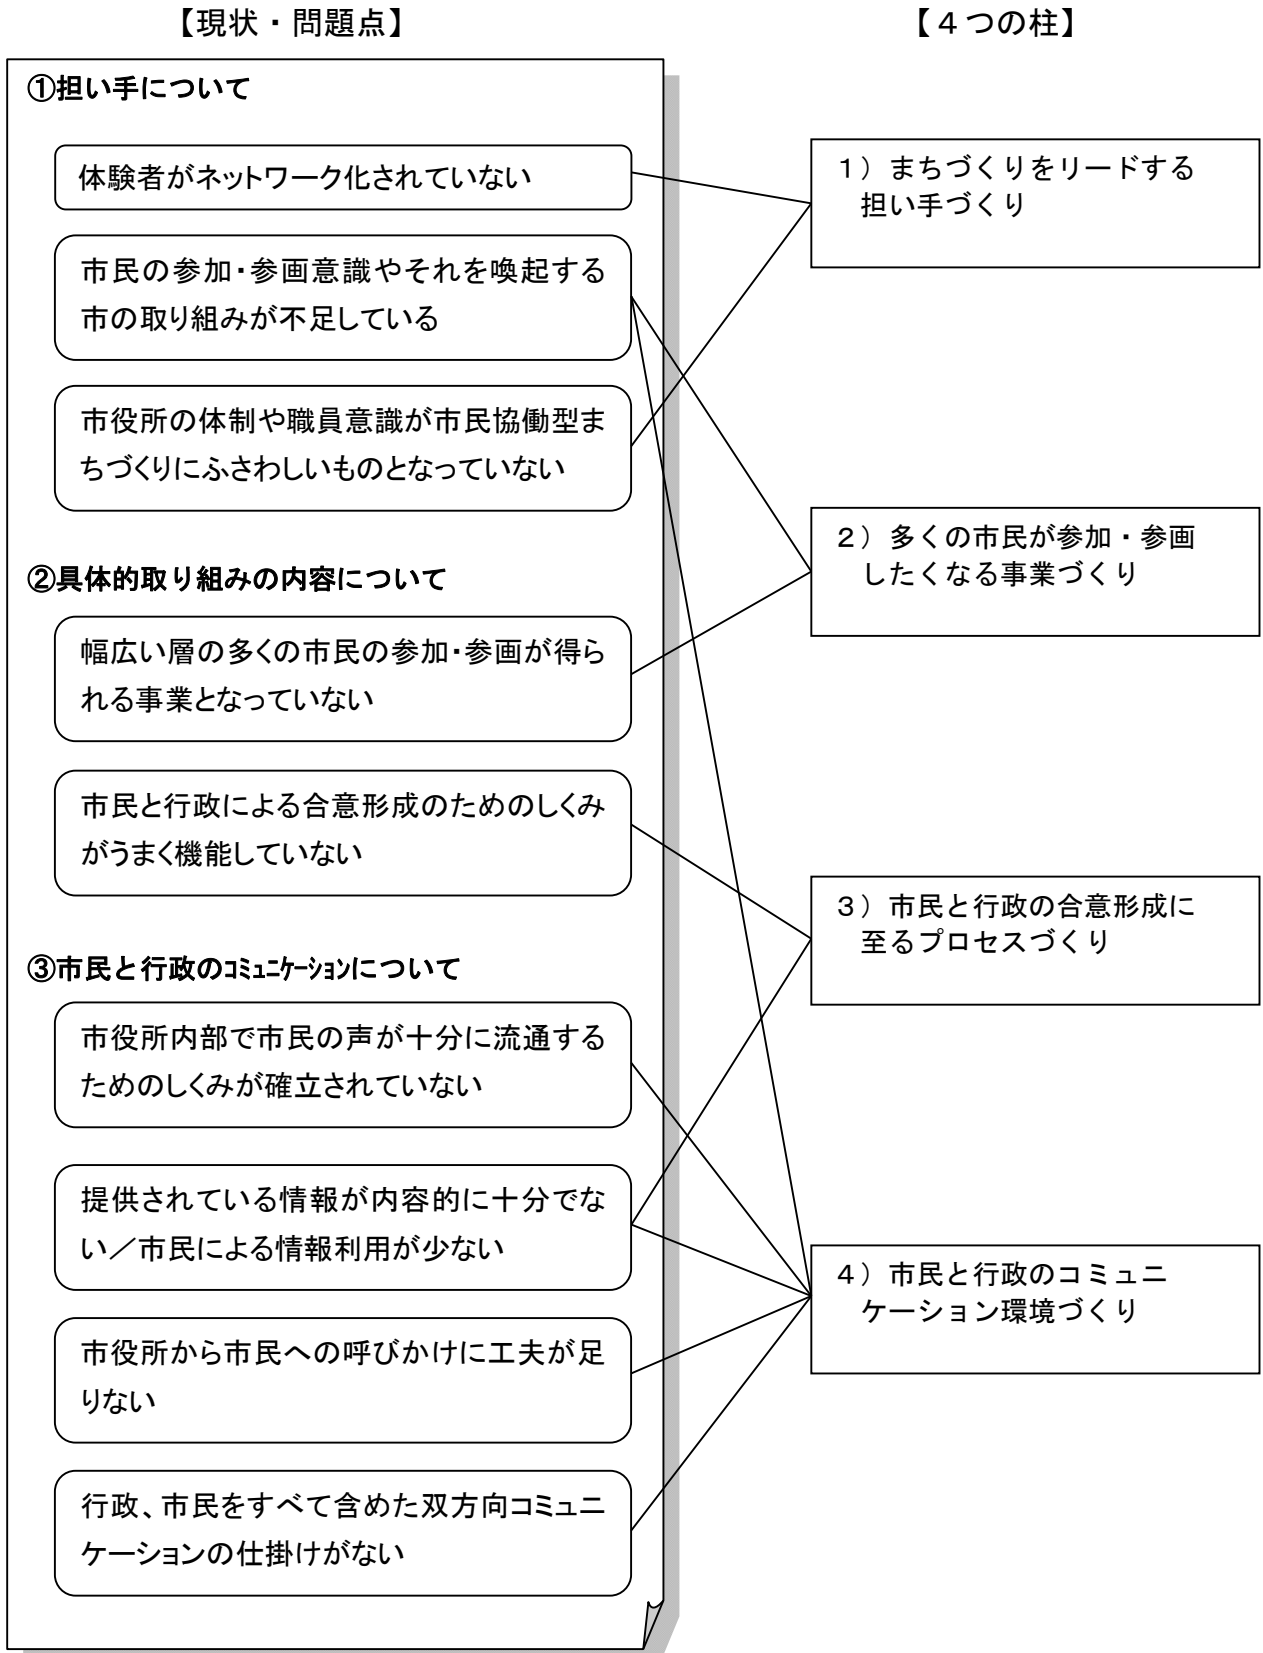 【現状・問題点】
【４つの柱】
①担い手について
体験者がネットワーク化されていない
市民の参加・参画意識やそれを喚起する
市の取り組みが不足している
市役所の体制や職員意識が市民協働型ま
ちづくりにふさわしいものとなっていない
②具体的取り組みの内容について
幅広い層の多くの市民の参加・参画が得ら
れる事業となっていない
市民と行政による合意形成のためのしくみ
がうまく機能していない
③市民と行政のｺﾐｭﾆｹｰｼｮﾝについて
市役所内部で市民の声が十分に流通する
ためのしくみが確立されていない
提供されている情報が内容的に十分でな
い／市民による情報利用が少ない
市役所から市民への呼びかけに工夫が足
りない
行政、市民をすべて含めた双方向コミュニ
ケーションの仕掛けがない
１）まちづくりをリードする
担い手づくり
２）多くの市民が参加・参画
したくなる事業づくり
３）市民と行政の合意形成に
至るプロセスづくり
４）市民と行政のコミュニ
ケーション環境づくり